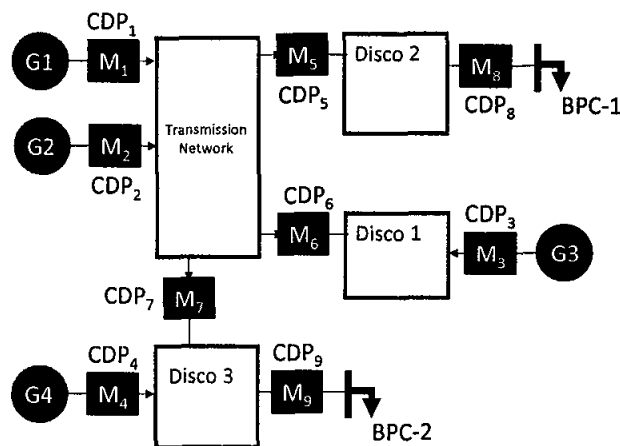 CDP₁
G1
M₁
M₅
CDP₅
Disco 2
M₈
CDP₈
BPC-1
Transmission
Network
G2
M₂
CDP₂
CDP₆
M₆
Disco 1
CDP₃
M₃
G3
CDP₇
M₇
CDP₄
G4
M₄
Disco 3
CDP₉
M₉
BPC-2